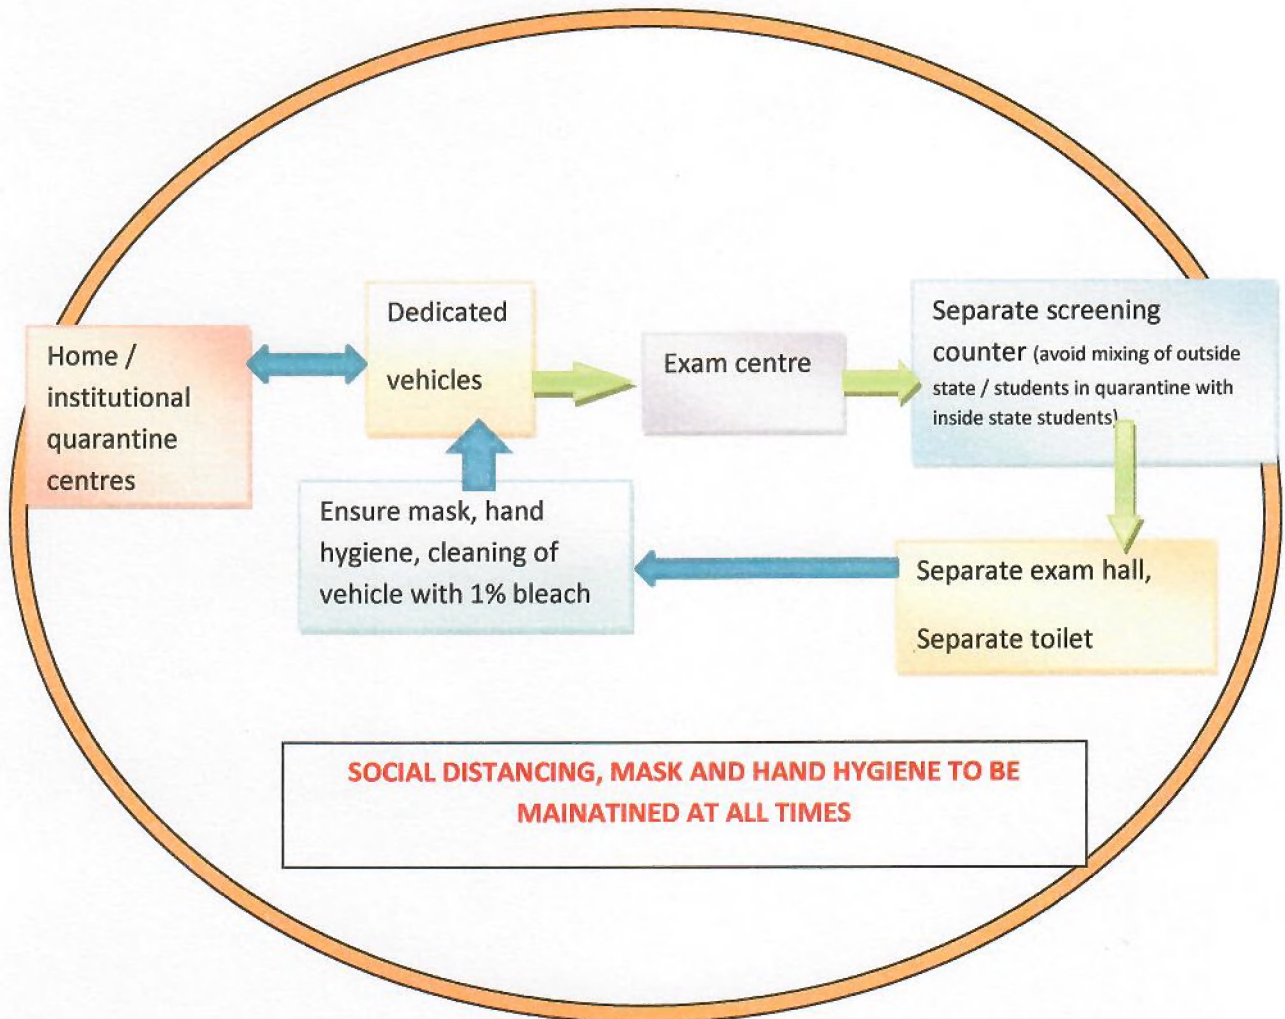 Home /
institutional
quarantine
centres
Dedicated
vehicles
Exam centre
Separate screening
counter (avoid mixing of outside
state / students in quarantine with
inside state students)
Ensure mask, hand
hygiene, cleaning of
vehicle with 1% bleach
Separate exam hall,
Separate toilet
SOCIAL DISTANCING, MASK AND HAND HYGIENE TO BE
MAINATINED AT ALL TIMES